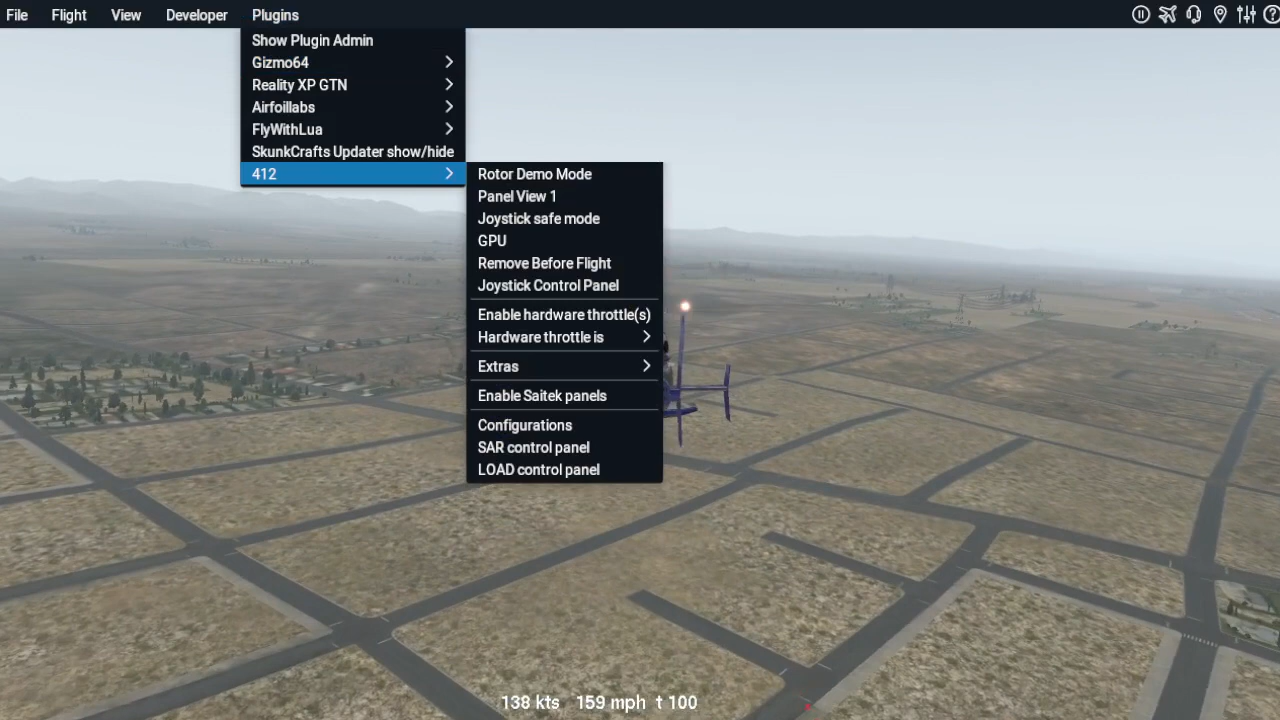 File Flight View Developer Plugins
Show Plugin Admin
Gizmo64
Reality XP GTN
Airfoillabs
FlyWithLua
SkunkCrafts Updater show/hide
412
Rotor Demo Mode
Panel View 1
Joystick safe mode
GPU
Remove Before Flight
Joystick Control Panel
Enable hardware throttle(s)
Hardware throttle is
Extras
Enable Saitek panels
Configurations
SAR control panel
LOAD control panel
138 kts 159 mph t 100